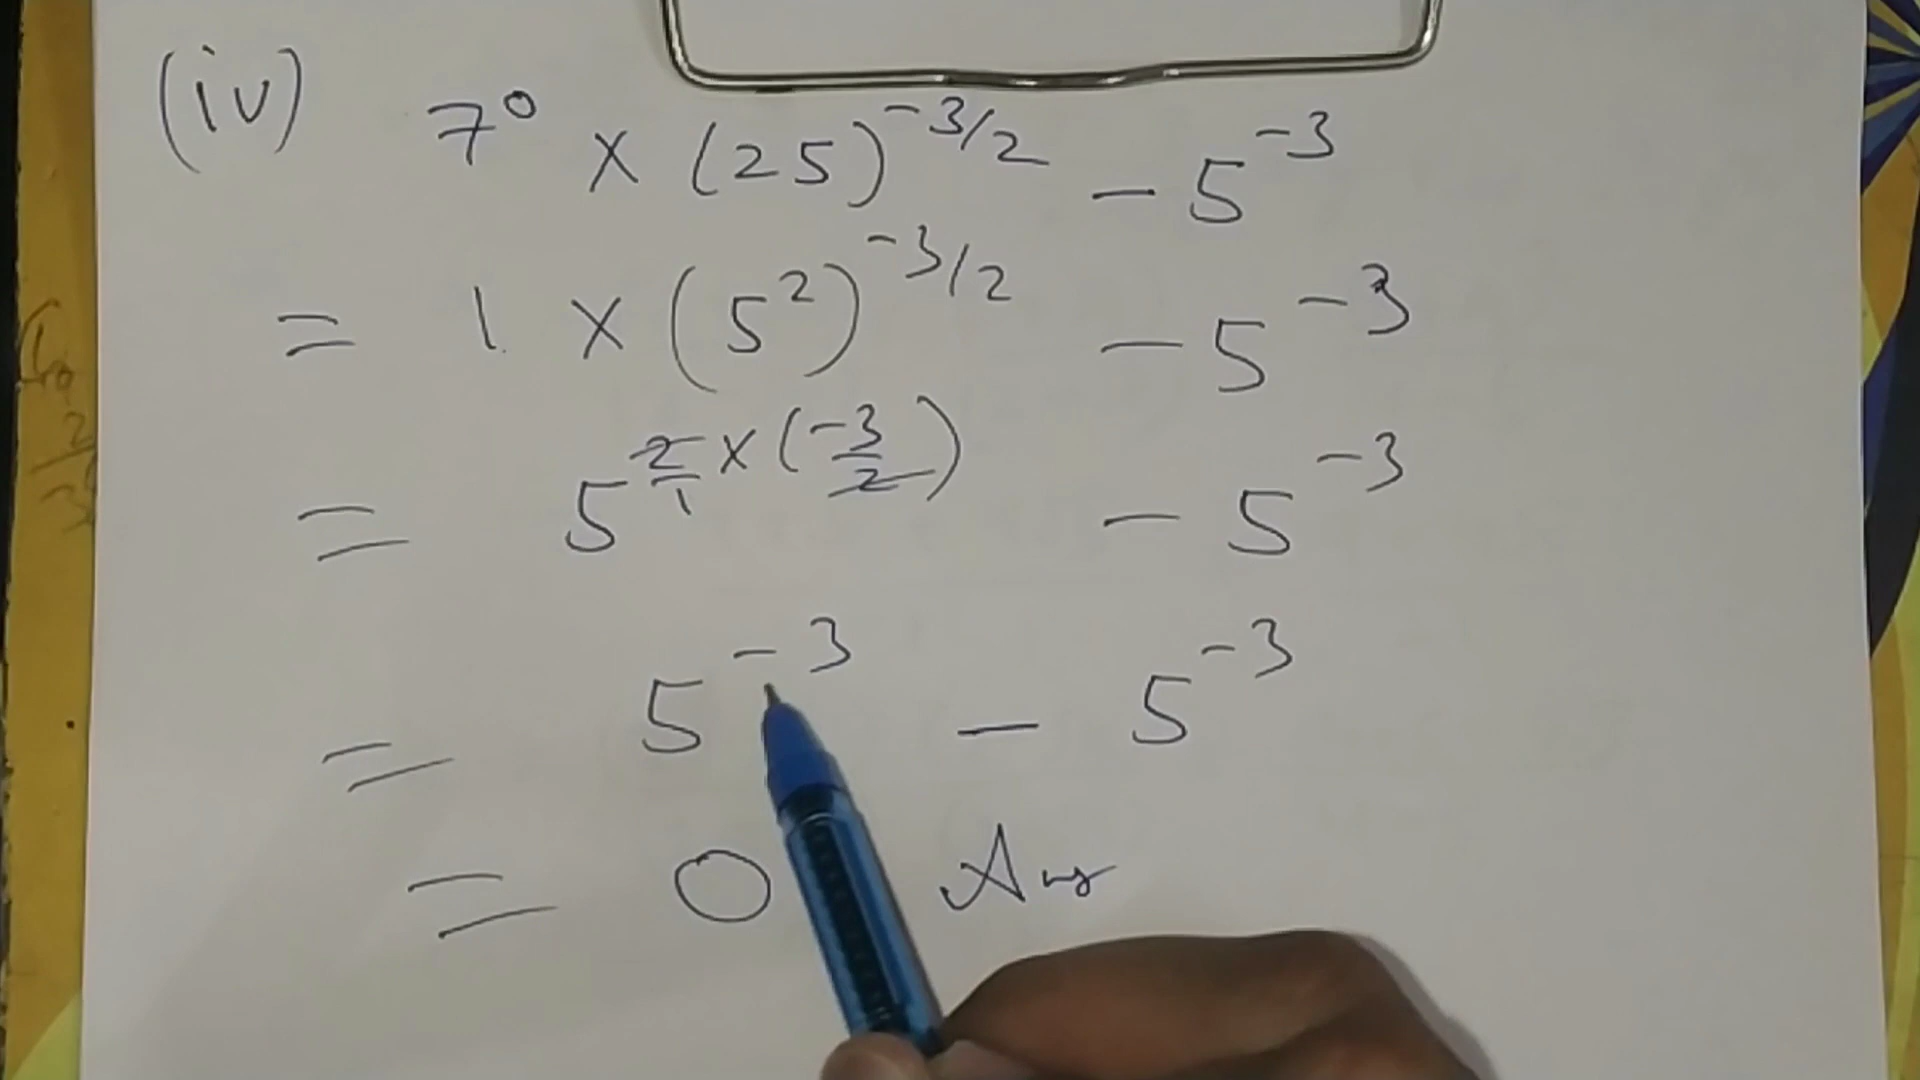 (iv) 7⁰ × (25)^-3/2 - 5^-3
= 1 × (5²)^-3/2 - 5^-3
= 5^2/1 × (-3/2) - 5^-3
= 5^-3 - 5^-3
= 0 Ans